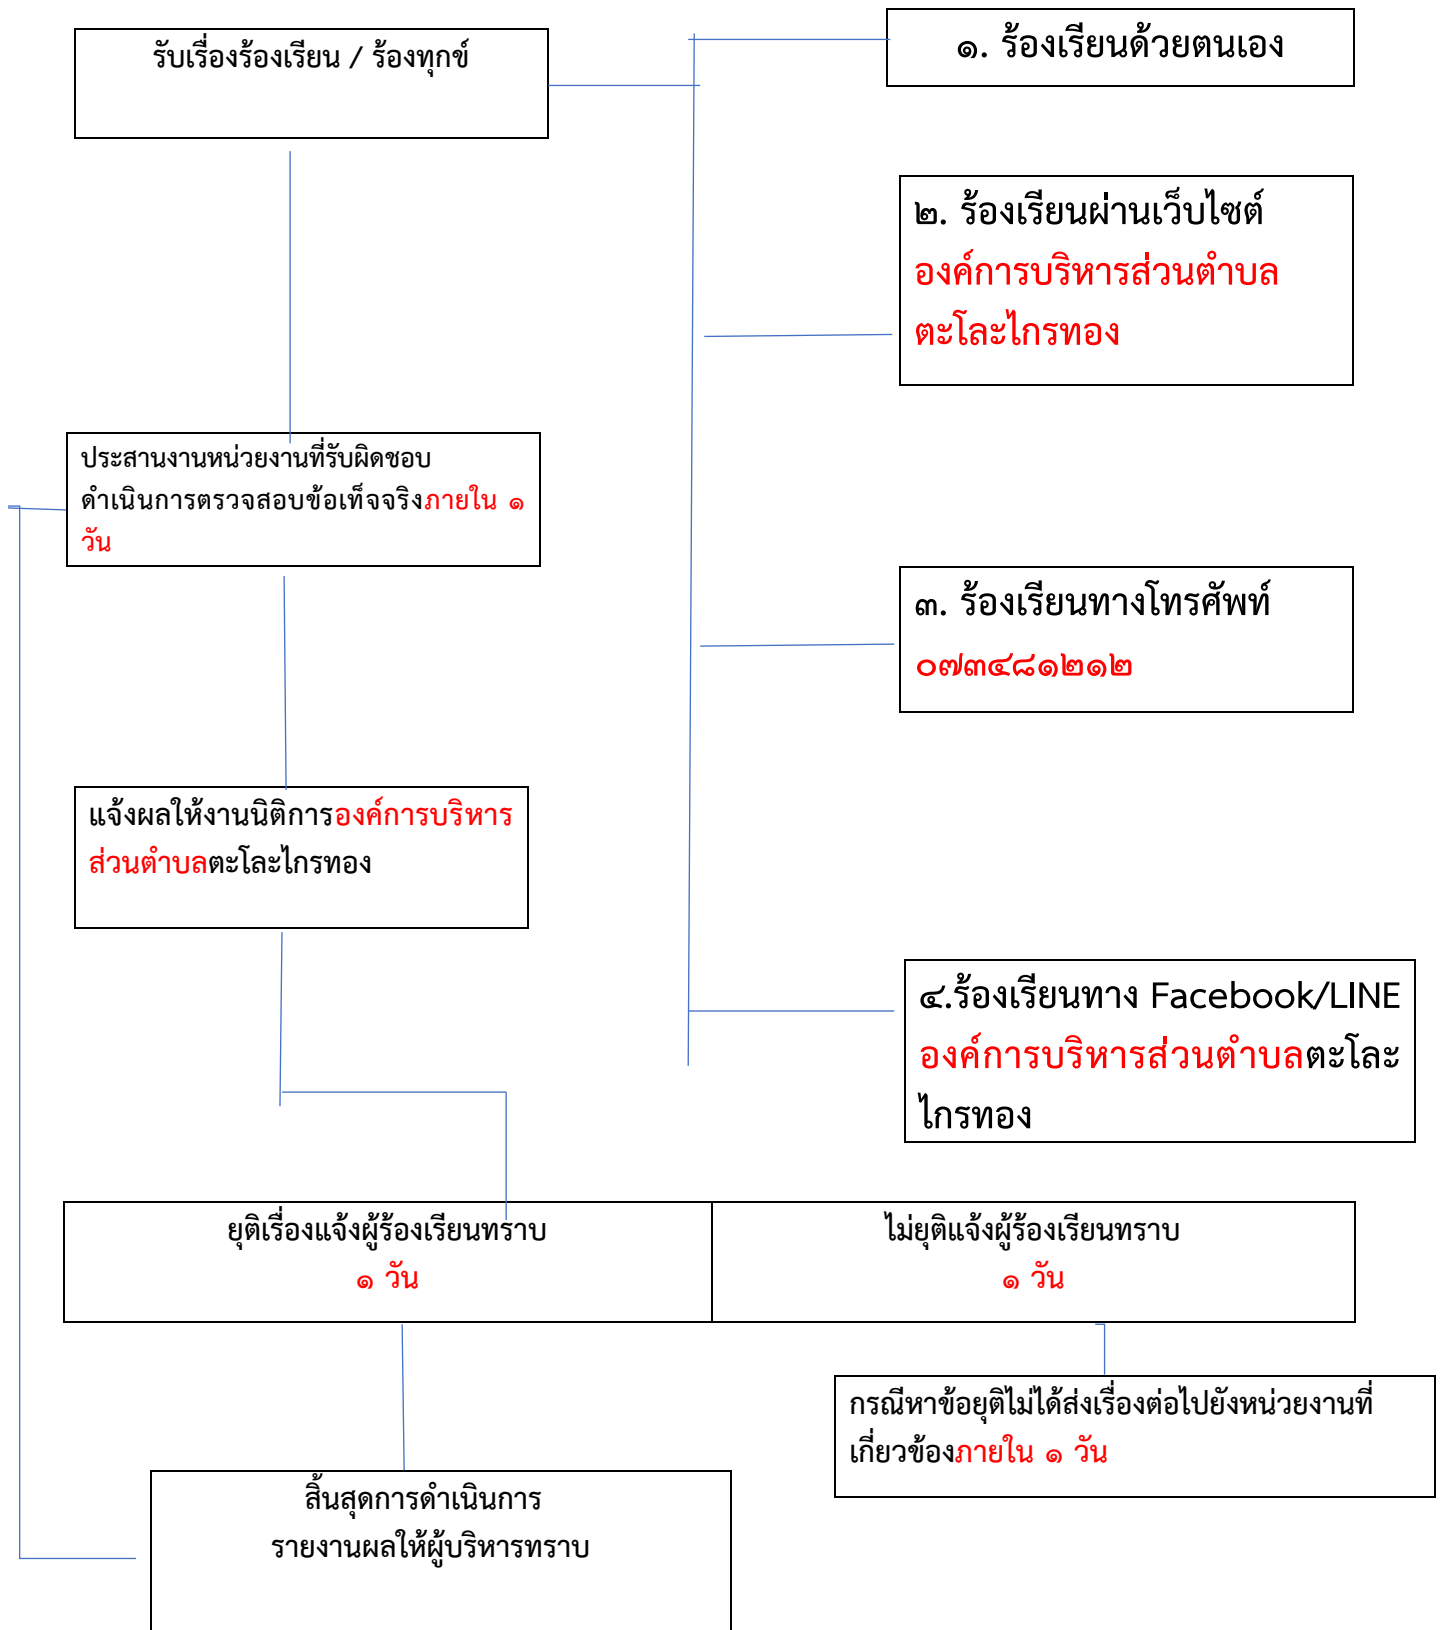 รับเรื่องร้องเรียน / ร้องทุกข์
๑. ร้องเรียนด้วยตนเอง
๒. ร้องเรียนผ่านเว็บไซต์
องค์การบริหารส่วนตำบล
ตะโละไกรทอง
ประสานงานหน่วยงานที่รับผิดชอบ
ดำเนินการตรวจสอบข้อเท็จจริงภายใน ๑
วัน
๓. ร้องเรียนทางโทรศัพท์
๐๗๓๔๘๑๒๑๒
แจ้งผลให้งานนิติการองค์การบริหาร
ส่วนตำบลตะโละไกรทอง
๔.ร้องเรียนทาง Facebook/LINE
องค์การบริหารส่วนตำบลตะโละ
ไกรทอง
ยุติเรื่องแจ้งผู้ร้องเรียนทราบ
๑ วัน
ไม่ยุติแจ้งผู้ร้องเรียนทราบ
๑ วัน
กรณีหาข้อยุติไม่ได้ส่งเรื่องต่อไปยังหน่วยงานที่
เกี่ยวข้องภายใน ๑ วัน
สิ้นสุดการดำเนินการ
รายงานผลให้ผู้บริหารทราบ